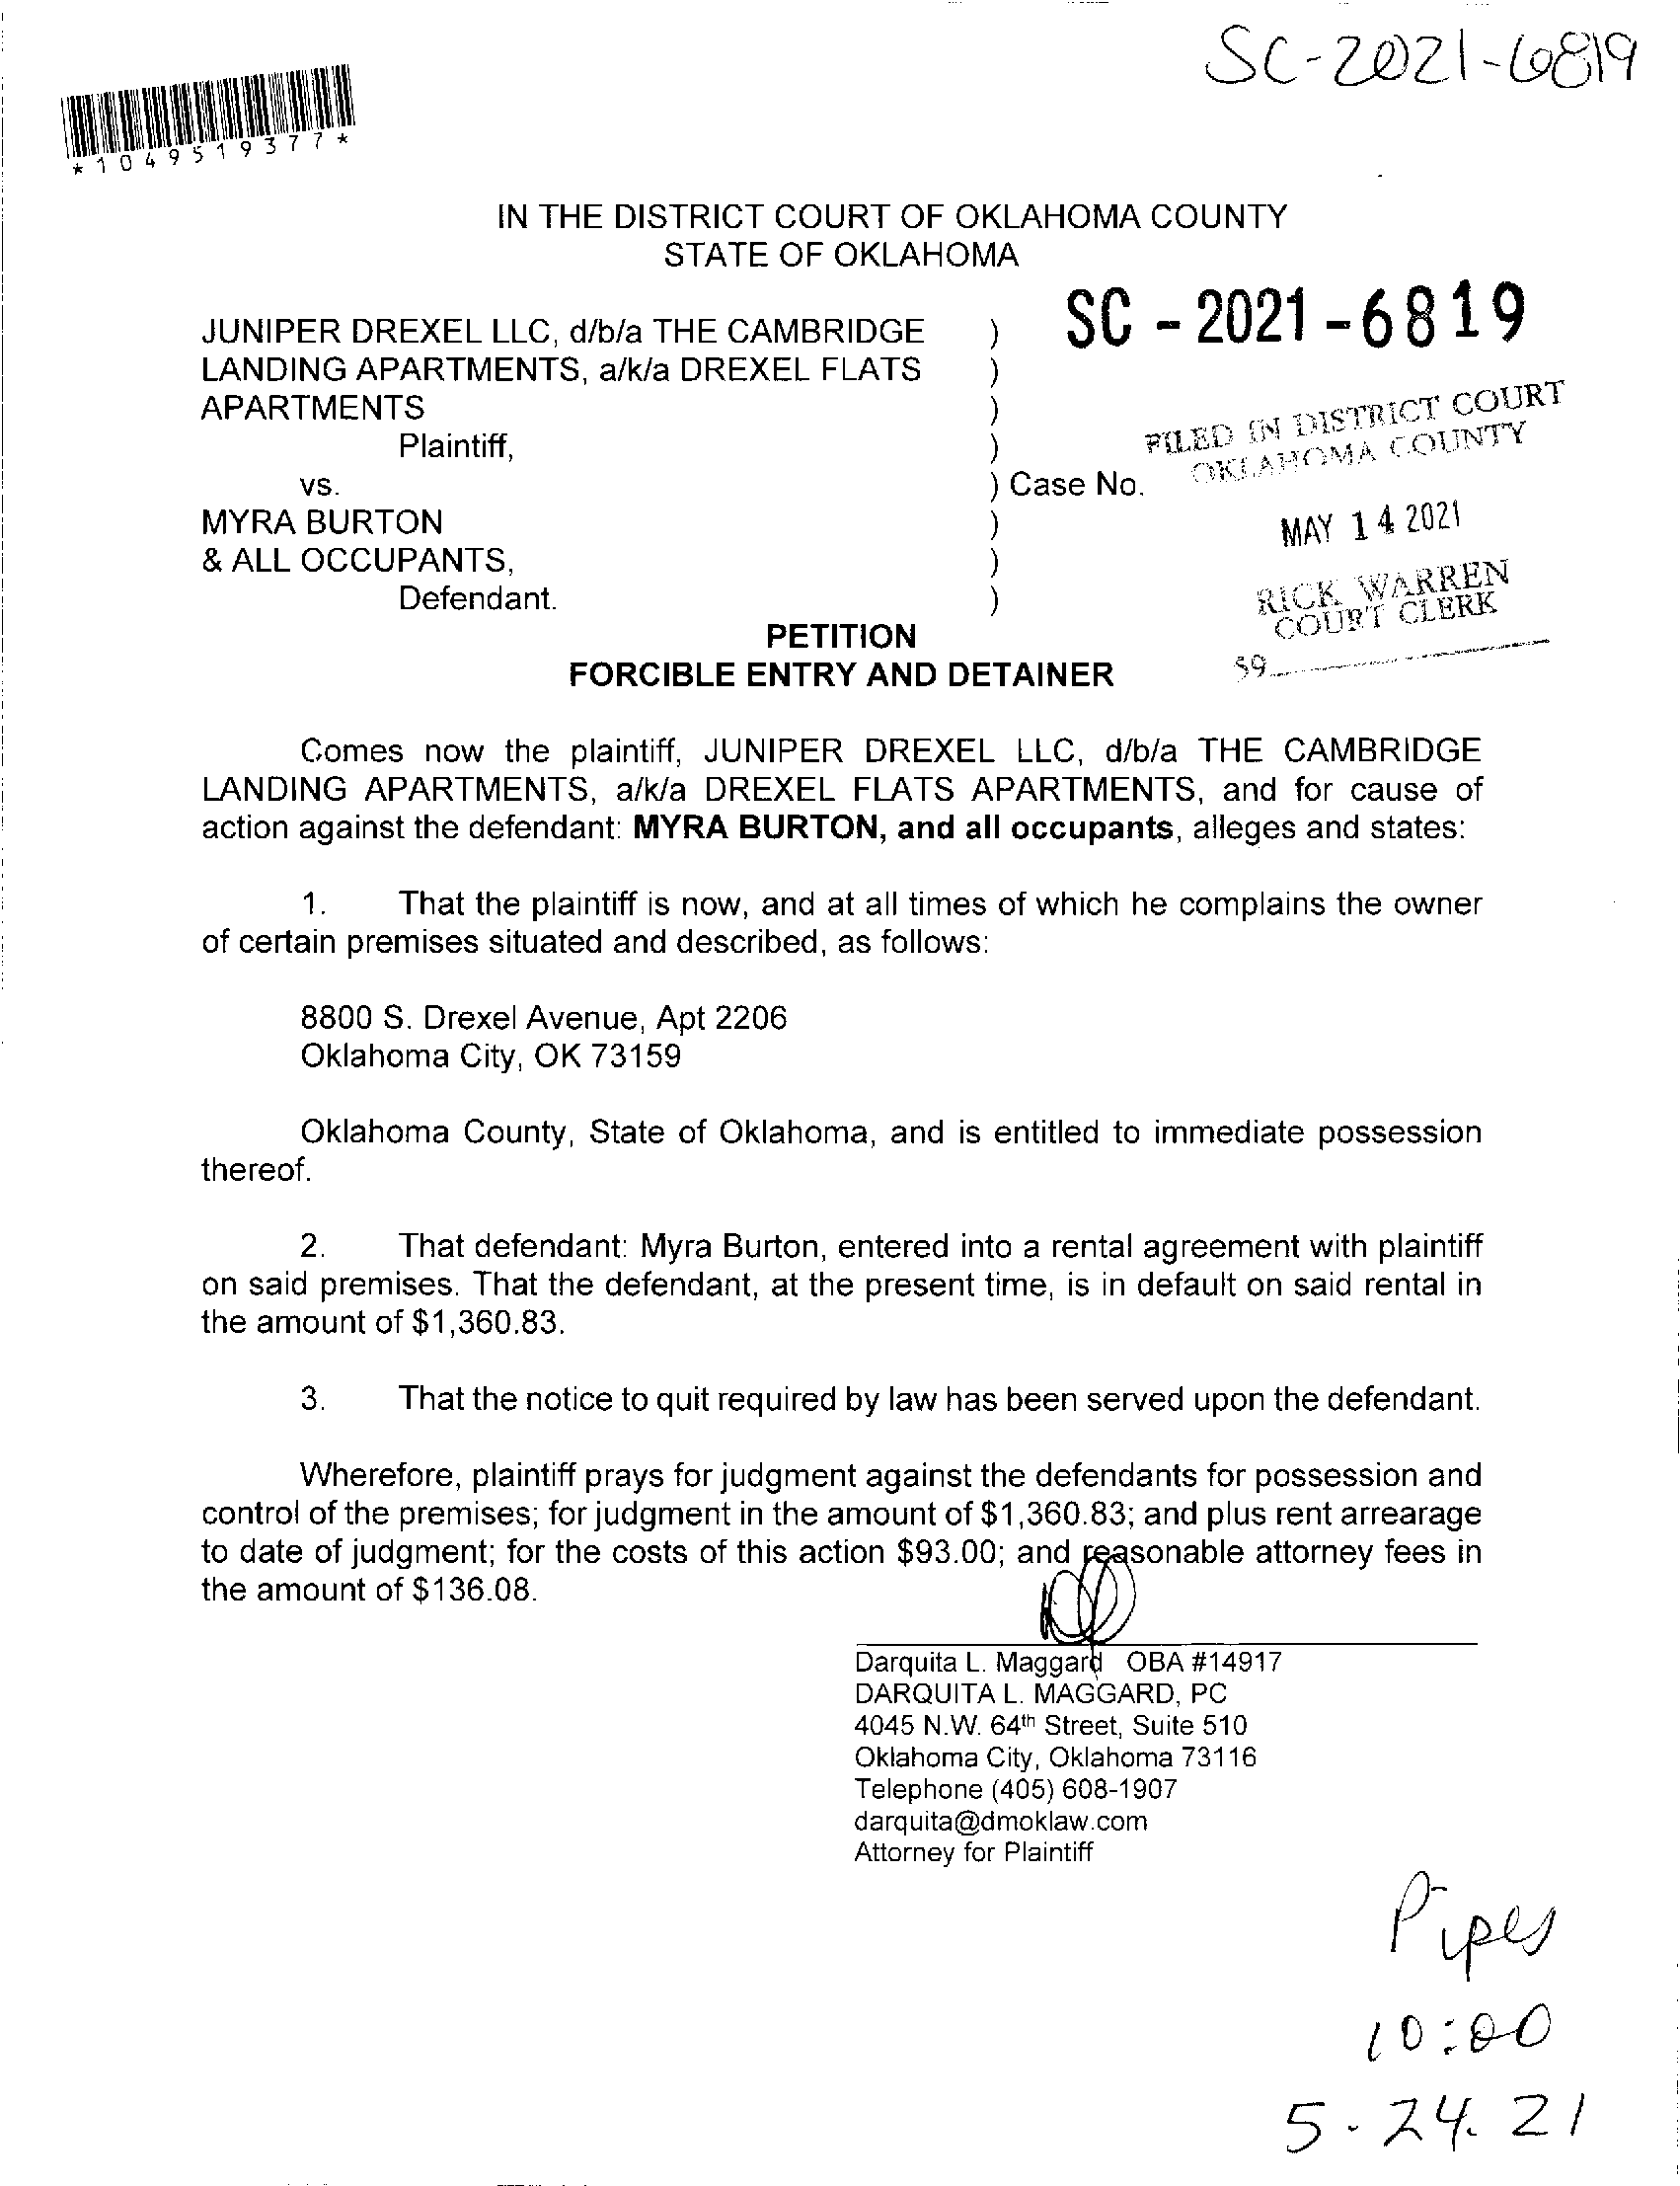 SC-2021-6819
*1049519377*
IN THE DISTRICT COURT OF OKLAHOMA COUNTY
STATE OF OKLAHOMA
SC - 2021 - 6819
JUNIPER DREXEL LLC, d/b/a THE CAMBRIDGE )
LANDING APARTMENTS, a/k/a DREXEL FLATS )
APARTMENTS )
Plaintiff, )
vs. ) Case No.
MYRA BURTON )
& ALL OCCUPANTS, )
Defendant. )
FILED IN DISTRICT COURT
OKLAHOMA COUNTY
MAY 14 2021
RICK WARREN
COURT CLERK
59
PETITION
FORCIBLE ENTRY AND DETAINER
Comes now the plaintiff, JUNIPER DREXEL LLC, d/b/a THE CAMBRIDGE
LANDING APARTMENTS, a/k/a DREXEL FLATS APARTMENTS, and for cause of
action against the defendant: MYRA BURTON, and all occupants, alleges and states:
1. That the plaintiff is now, and at all times of which he complains the owner
of certain premises situated and described, as follows:
8800 S. Drexel Avenue, Apt 2206
Oklahoma City, OK 73159
Oklahoma County, State of Oklahoma, and is entitled to immediate possession
thereof.
2. That defendant: Myra Burton, entered into a rental agreement with plaintiff
on said premises. That the defendant, at the present time, is in default on said rental in
the amount of $1,360.83.
3. That the notice to quit required by law has been served upon the defendant.
Wherefore, plaintiff prays for judgment against the defendants for possession and
control of the premises; for judgment in the amount of $1,360.83; and plus rent arrearage
to date of judgment; for the costs of this action $93.00; and reasonable attorney fees in
the amount of $136.08.
Darquita L. Maggard OBA #14917
DARQUITA L. MAGGARD, PC
4045 N.W. 64th Street, Suite 510
Oklahoma City, Oklahoma 73116
Telephone (405) 608-1907
darquita@dmoklaw.com
Attorney for Plaintiff
Pipes
10:00
5-24.21